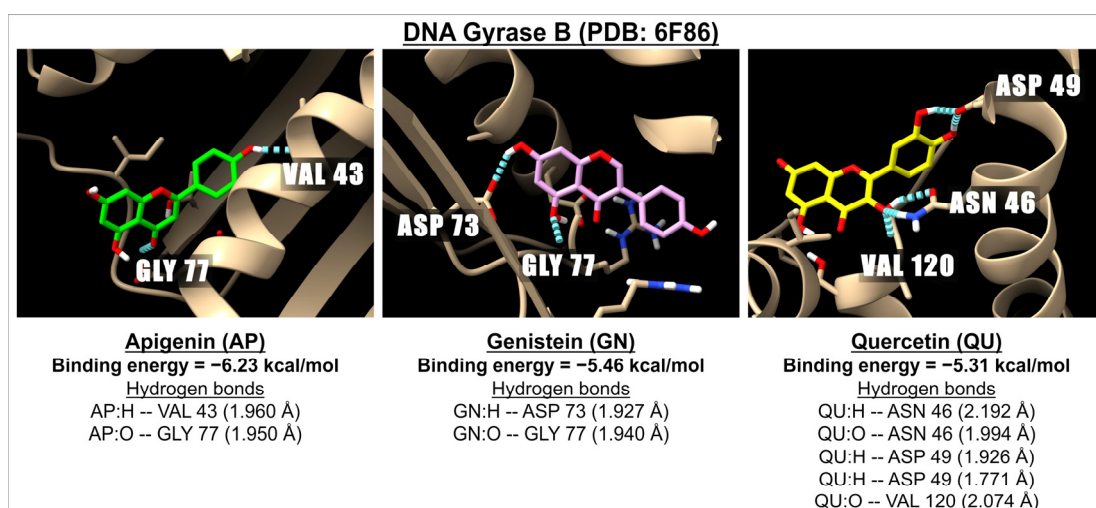 DNA Gyrase B (PDB: 6F86)
VAL 43
GLY 77
Apigenin (AP)
Binding energy = −6.23 kcal/mol
Hydrogen bonds
AP:H -- VAL 43 (1.960 Å)
AP:O -- GLY 77 (1.950 Å)
ASP 73
GLY 77
Genistein (GN)
Binding energy = −5.46 kcal/mol
Hydrogen bonds
GN:H -- ASP 73 (1.927 Å)
GN:O -- GLY 77 (1.940 Å)
ASP 49
ASN 46
VAL 120
Quercetin (QU)
Binding energy = −5.31 kcal/mol
Hydrogen bonds
QU:H -- ASN 46 (2.192 Å)
QU:O -- ASN 46 (1.994 Å)
QU:H -- ASP 49 (1.926 Å)
QU:H -- ASP 49 (1.771 Å)
QU:O -- VAL 120 (2.074 Å)